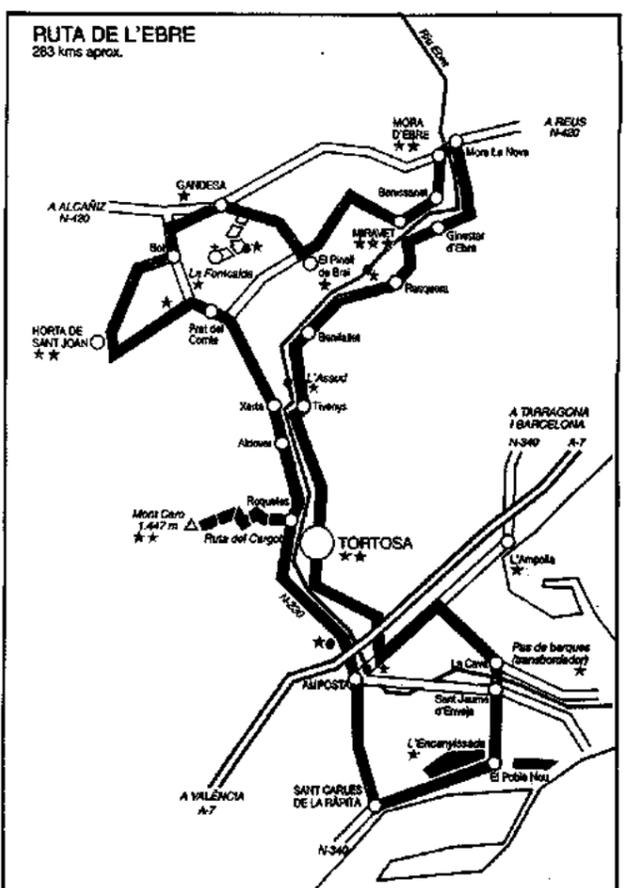 RUTA DE L'EBRE
283 kms aprox.
Riu Ebre
MORA
D'EBRE
A REUS
N-420
Mora La Nova
GANDESA
Benissanet
A ALCAÑIZ
N-420
MIRAVET
Ginestar
d'Ebre
Bot
El Pinell
de Brai
La Fontcalda
Rasquera
HORTA DE
SANT JOAN
Prat del
Comte
Benifallet
L'Assud
Xerta
Tivenys
A TARRAGONA
I BARCELONA
Aldover
N-340
A-7
Roquetes
Mont Caro
1.447 m
Ruta del Cargol
TORTOSA
L'Ampolla
N-230
Pas de barques
(transbordador)
La Cava
AMPOSTA
Sant Jaume
d'Enveja
L'Encanyissada
El Poble Nou
A VALÈNCIA
A-7
SANT CARLES
DE LA RÀPITA
N-340